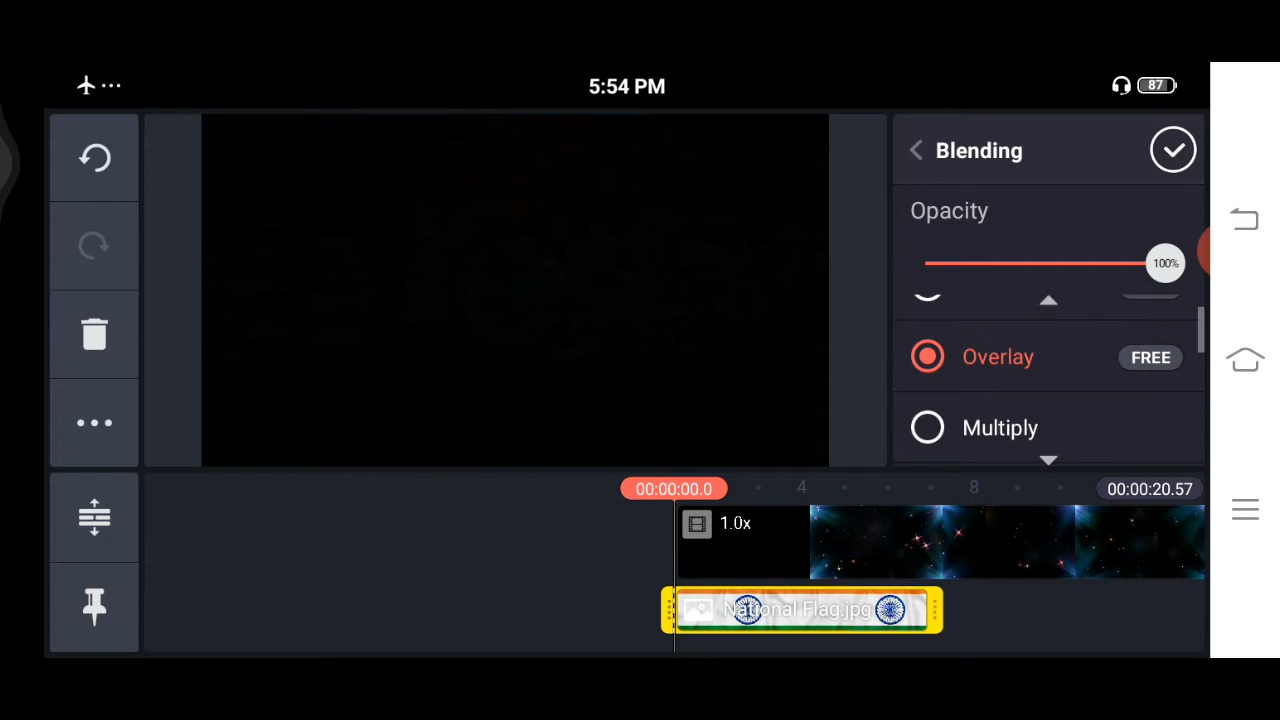 5:54 PM
87
Blending
Opacity
100%
Overlay
FREE
Multiply
00:00:00.0
4
8
00:00:20.57
1.0x
National Flag.jpg